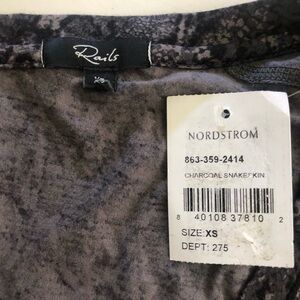 Rails
XS
NORDSTROM
863-359-2414
CHARCOAL SNAKESKIN
8 40108 37810 2
SIZE: XS
DEPT: 275